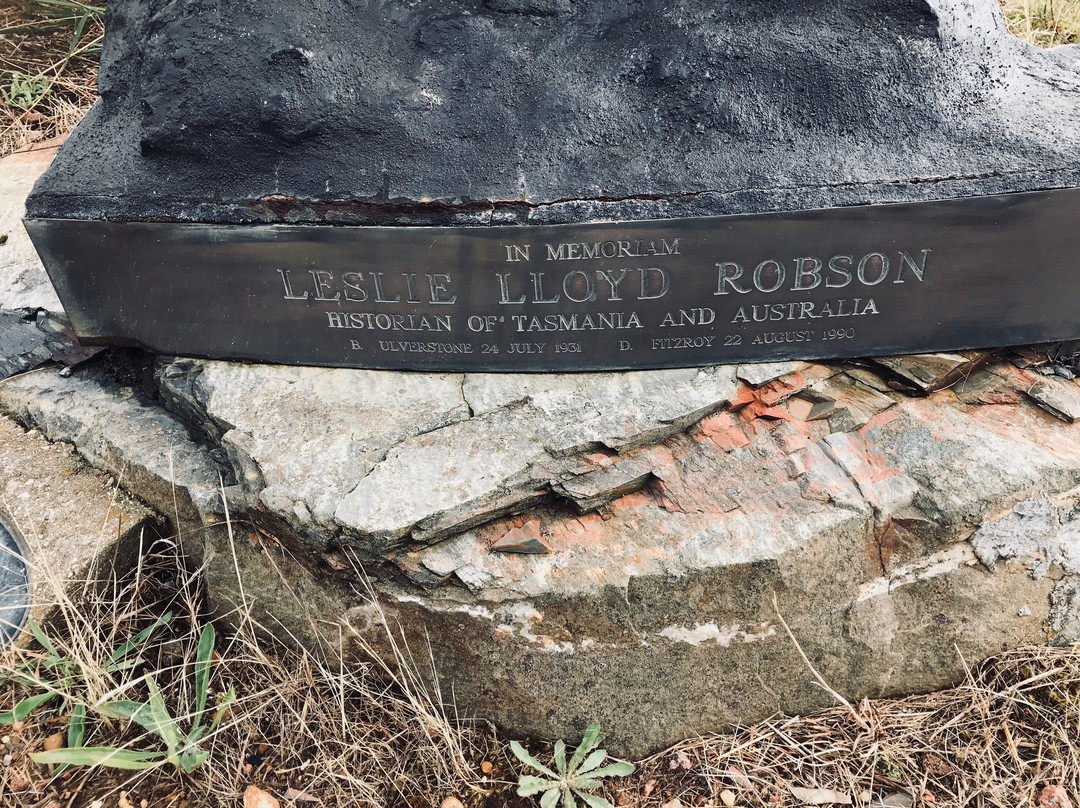 IN MEMORIAM
LESLIE LLOYD ROBSON
HISTORIAN OF TASMANIA AND AUSTRALIA
B. ULVERSTONE 24 JULY 1931 D. FITZROY 22 AUGUST 1990